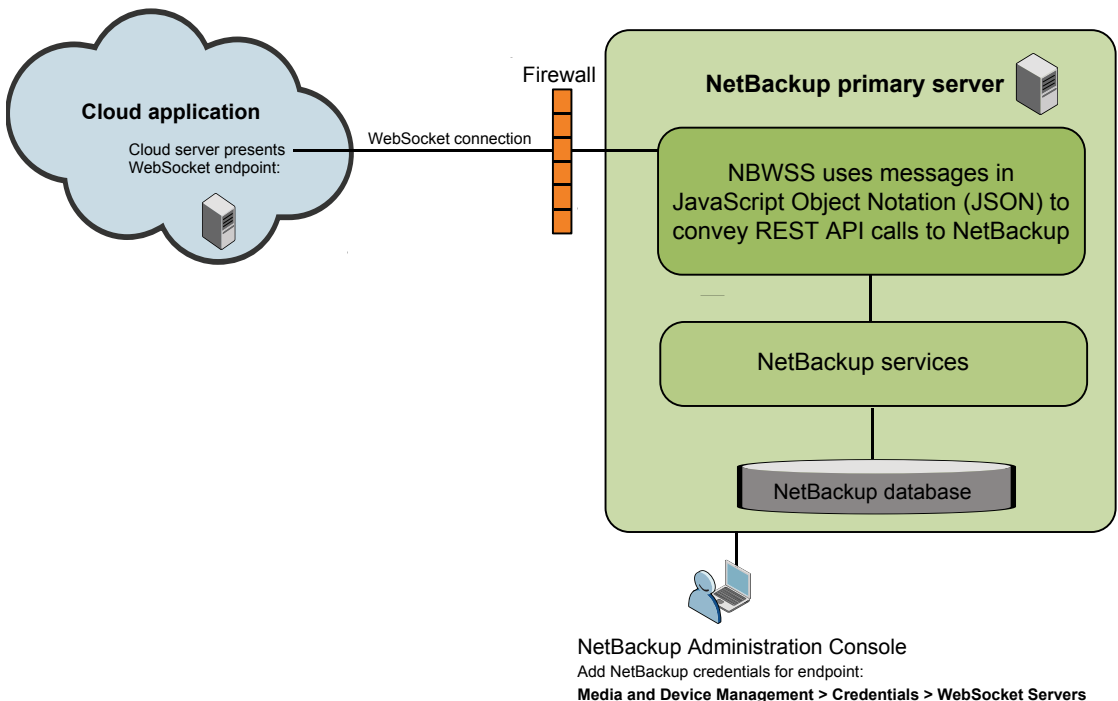 Cloud application
Cloud server presents
WebSocket endpoint:
WebSocket connection
Firewall
NetBackup primary server
NBWSS uses messages in
JavaScript Object Notation (JSON) to
convey REST API calls to NetBackup
NetBackup services
NetBackup database
NetBackup Administration Console
Add NetBackup credentials for endpoint:
Media and Device Management > Credentials > WebSocket Servers